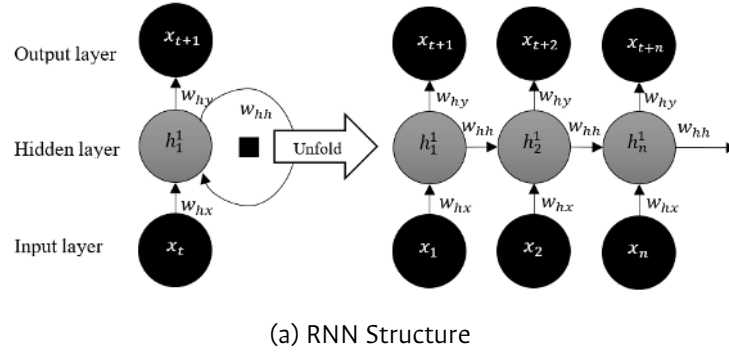 Output layer x_{t+1} x_{t+1} x_{t+2} x_{t+n}
w_{hy} w_{hh} w_{hy} w_{hy} w_{hy}
Hidden layer h_1^1 Unfold h_1^1 w_{hh} h_2^1 w_{hh} h_n^1 w_{hh}
w_{hx} w_{hx} w_{hx} w_{hx}
Input layer x_t x_1 x_2 x_n
(a) RNN Structure